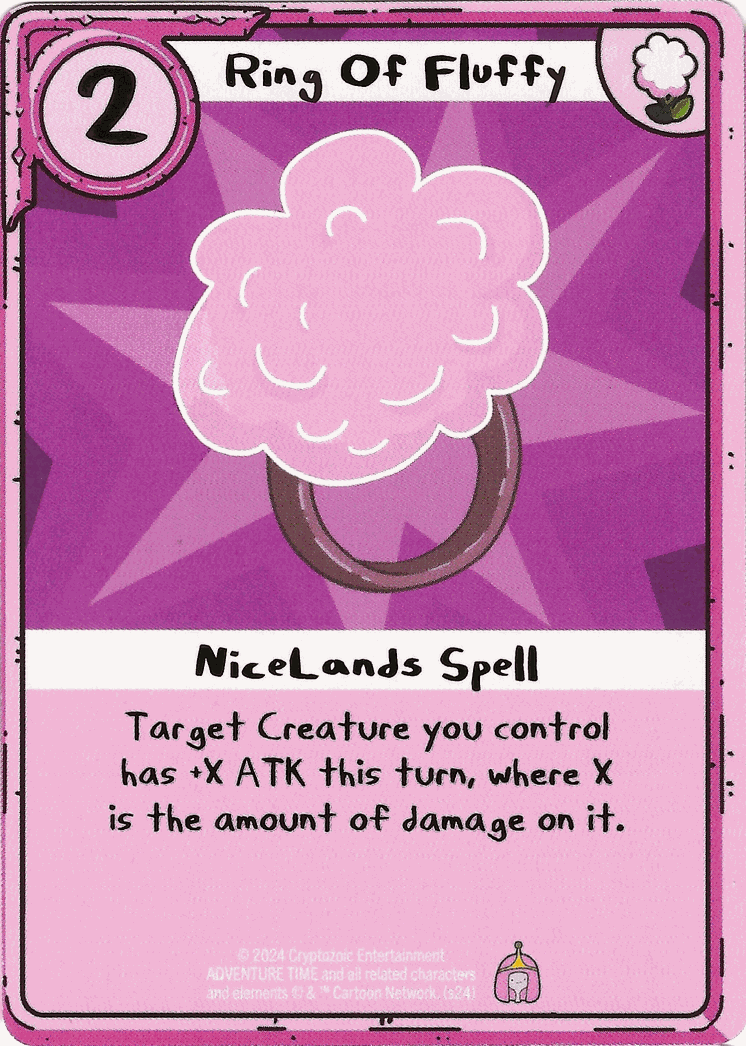 2
Ring Of Fluffy
NiceLands Spell
Target Creature you control
has +X ATK this turn, where X
is the amount of damage on it.
© 2024 Cryptozoic Entertainment
ADVENTURE TIME and all related characters
and elements © & ™ Cartoon Network. (s24)